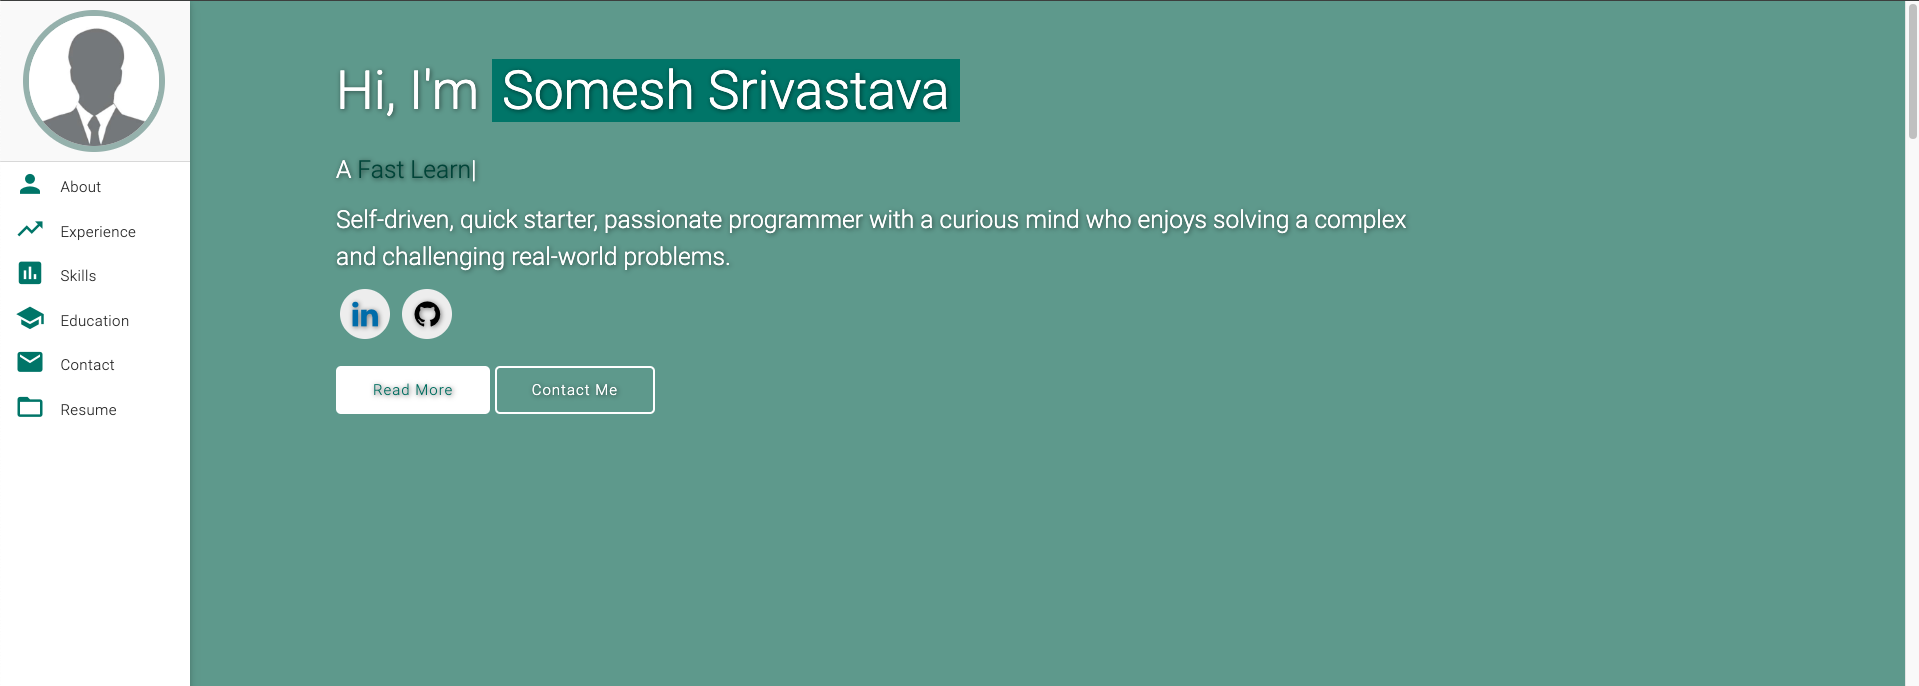 About
Experience
Skills
Education
Contact
Resume
Hi, I'm Somesh Srivastava
A Fast Learn|
Self-driven, quick starter, passionate programmer with a curious mind who enjoys solving a complex
and challenging real-world problems.
in
Read More
Contact Me